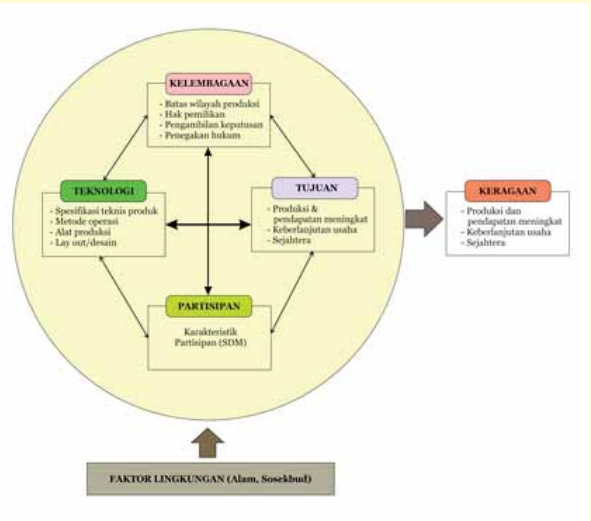 KELEMBAGAAN
- Batas wilayah produksi
- Hak pemilikan
- Pengambilan keputusan
- Penegakan hukum
TEKNOLOGI
- Spesifikasi teknis produk
- Metode operasi
- Alat produksi
- Lay out/desain
TUJUAN
- Produksi &
pendapatan meningkat
- Keberlanjutan usaha
- Sejahtera
KERAGAAN
- Produksi dan
pendapatan meningkat
- Keberlanjutan usaha
- Sejahtera
PARTISIPAN
Karakteristik
Partisipan (SDM)
FAKTOR LINGKUNGAN (Alam, Sosekbud)